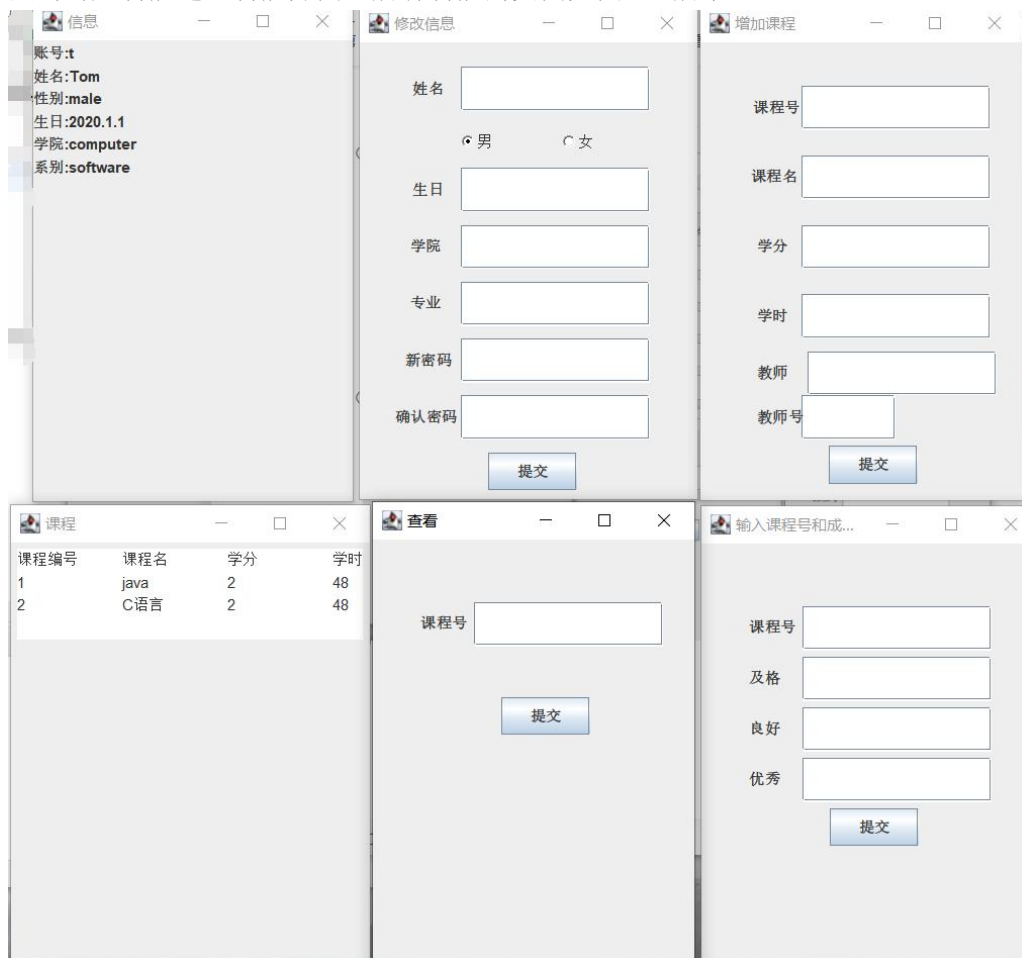 信息
账号:t
姓名:Tom
性别:male
生日:2020.1.1
学院:computer
系别:software
修改信息
姓名
男 女
生日
学院
专业
新密码
确认密码
提交
增加课程
课程号
课程名
学分
学时
教师
教师号
提交
课程
课程编号 课程名 学分 学时
1 java 2 48
2 C语言 2 48
查看
课程号
提交
输入课程号和成...
课程号
及格
良好
优秀
提交